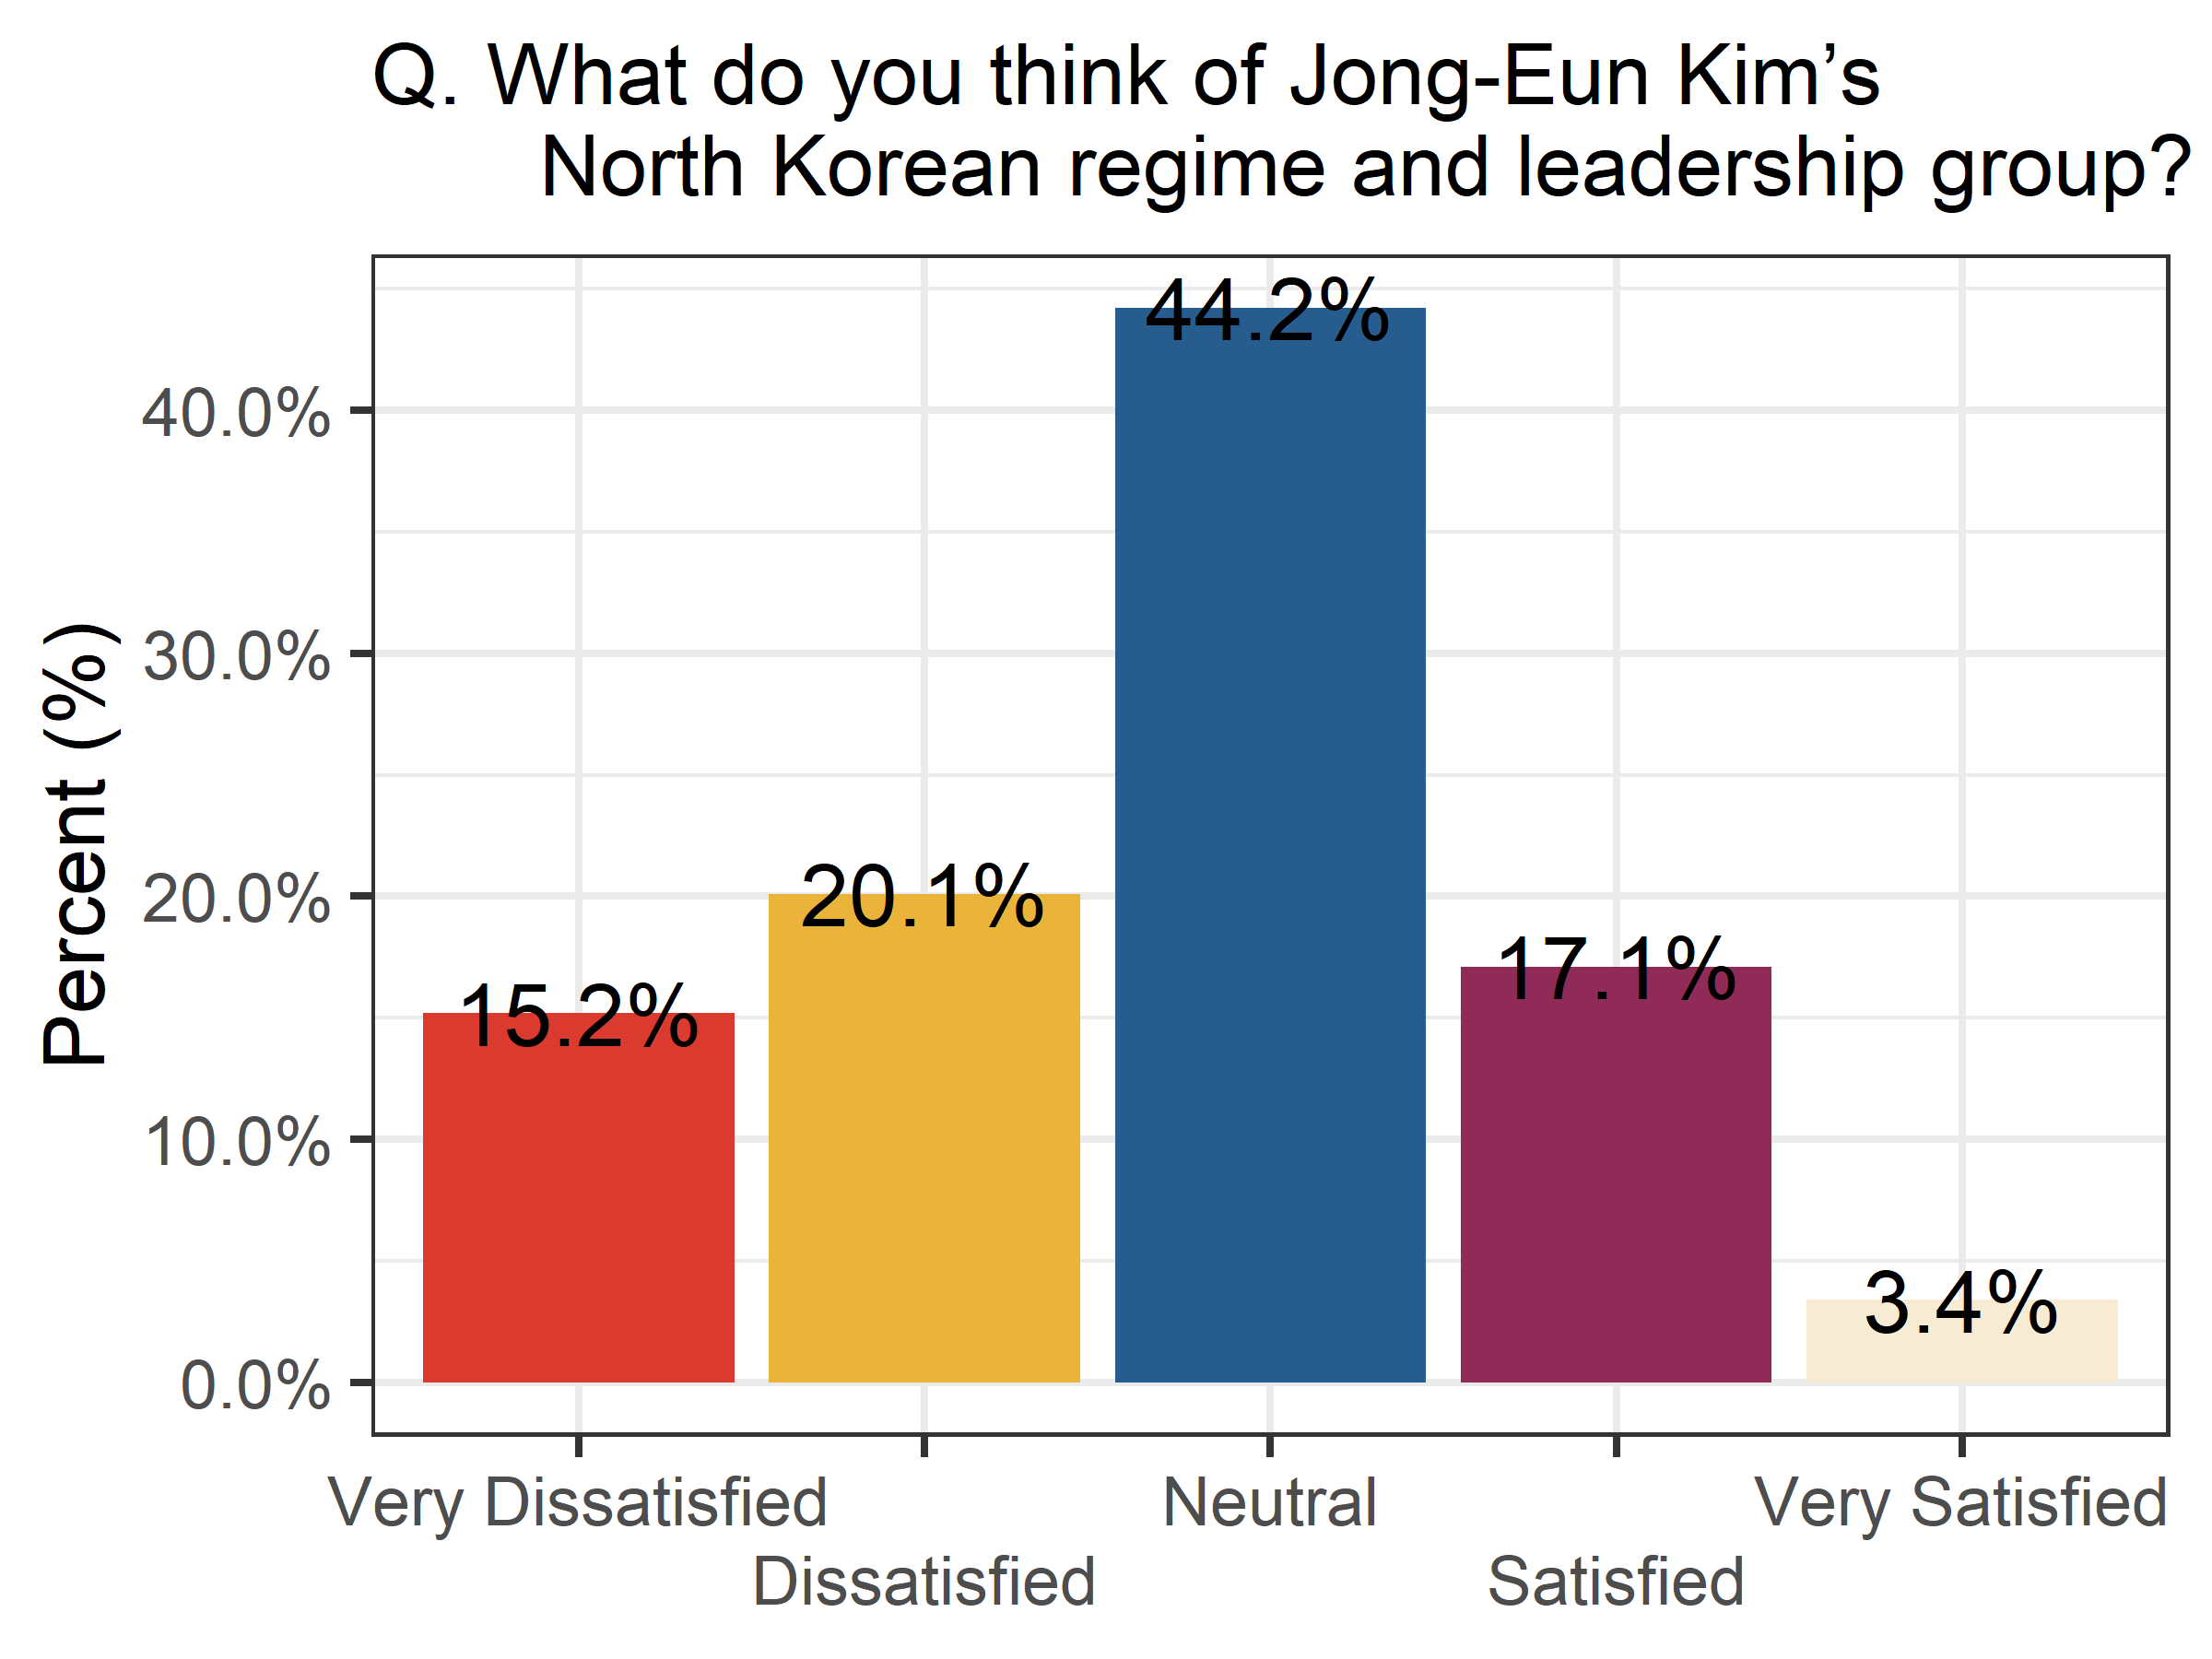 Q. What do you think of Jong-Eun Kim’s
North Korean regime and leadership group?
Percent (%)
40.0%
30.0%
20.0%
10.0%
0.0%
15.2%
20.1%
44.2%
17.1%
3.4%
Very Dissatisfied
Dissatisfied
Neutral
Satisfied
Very Satisfied